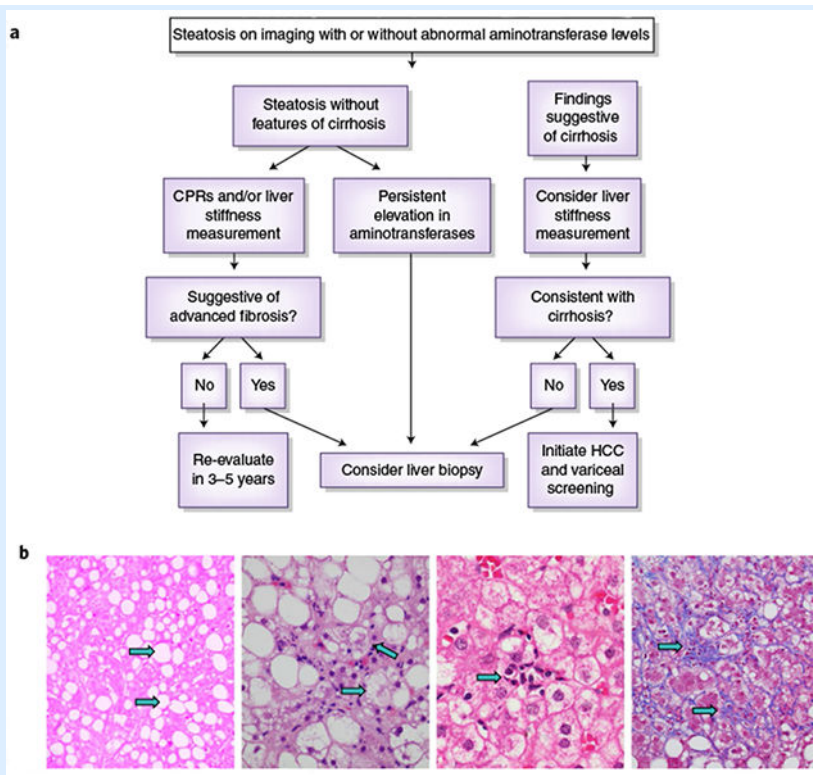 a
Steatosis on imaging with or without abnormal aminotransferase levels
Steatosis without
features of cirrhosis
Findings
suggestive
of cirrhosis
CPRs and/or liver
stiffness
measurement
Persistent
elevation in
aminotransferases
Consider liver
stiffness
measurement
Suggestive of
advanced fibrosis?
Consistent with
cirrhosis?
No
Yes
No
Yes
Re-evaluate
in 3–5 years
Consider liver biopsy
Initiate HCC
and variceal
screening
b